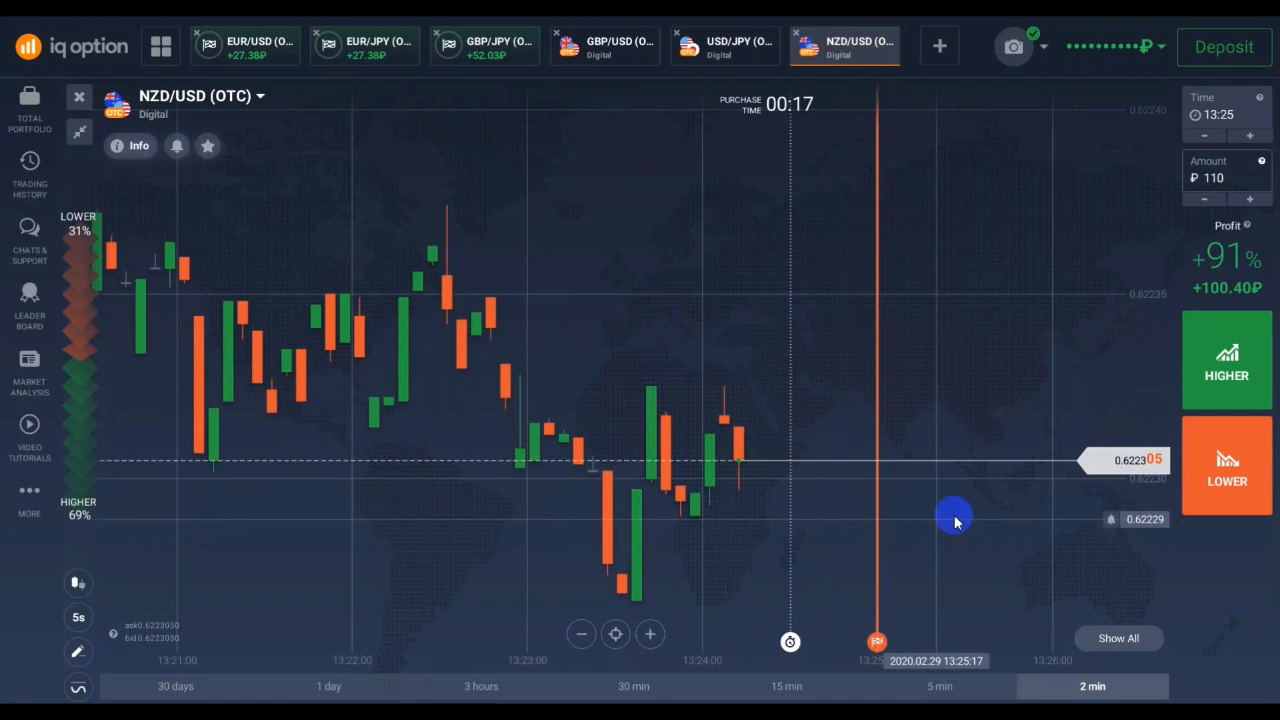 iq option
EUR/USD (O...
+27.38₽
EUR/JPY (O...
+27.38₽
GBP/JPY (O...
+52.03₽
GBP/USD (O...
Digital
USD/JPY (O...
Digital
NZD/USD (O...
Digital
Deposit
TOTAL
PORTFOLIO
TRADING
HISTORY
CHATS &
SUPPORT
LEADER
BOARD
MARKET
ANALYSIS
VIDEO
TUTORIALS
MORE
NZD/USD (OTC)
Digital
Info
PURCHASE
TIME 00:17
LOWER
31%
HIGHER
69%
0.62240
0.62235
0.622305
0.62230
0.62229
5s
ask0.6223050
bid0.6223050
Show All
13:21:00
13:22:00
13:23:00
13:24:00
13:25
2020.02.29 13:25:17
13:26:00
30 days
1 day
3 hours
30 min
15 min
5 min
2 min
Time
13:25
Amount
₽ 110
Profit
+91%
+100.40₽
HIGHER
LOWER